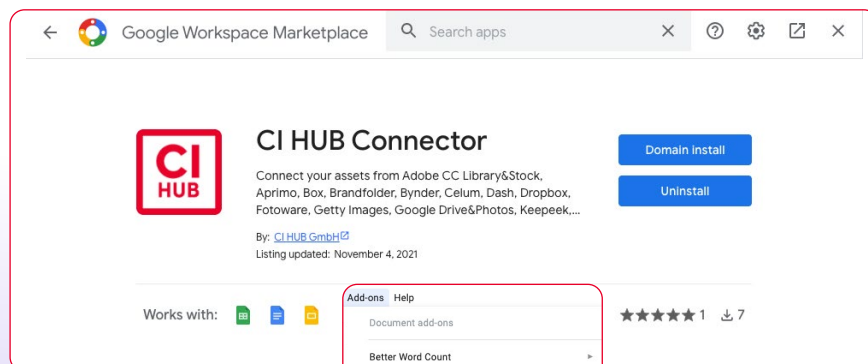 Google Workspace Marketplace
Search apps
CI
HUB
CI HUB Connector
Connect your assets from Adobe CC Library&Stock,
Aprimo, Box, Brandfolder, Bynder, Celum, Dash, Dropbox,
Fotoware, Getty Images, Google Drive&Photos, Keepeek,...
By: CI HUB GmbH
Listing updated: November 4, 2021
Domain install
Uninstall
Works with:
Add-ons Help
Document add-ons
Better Word Count
★★★★★ 1 7